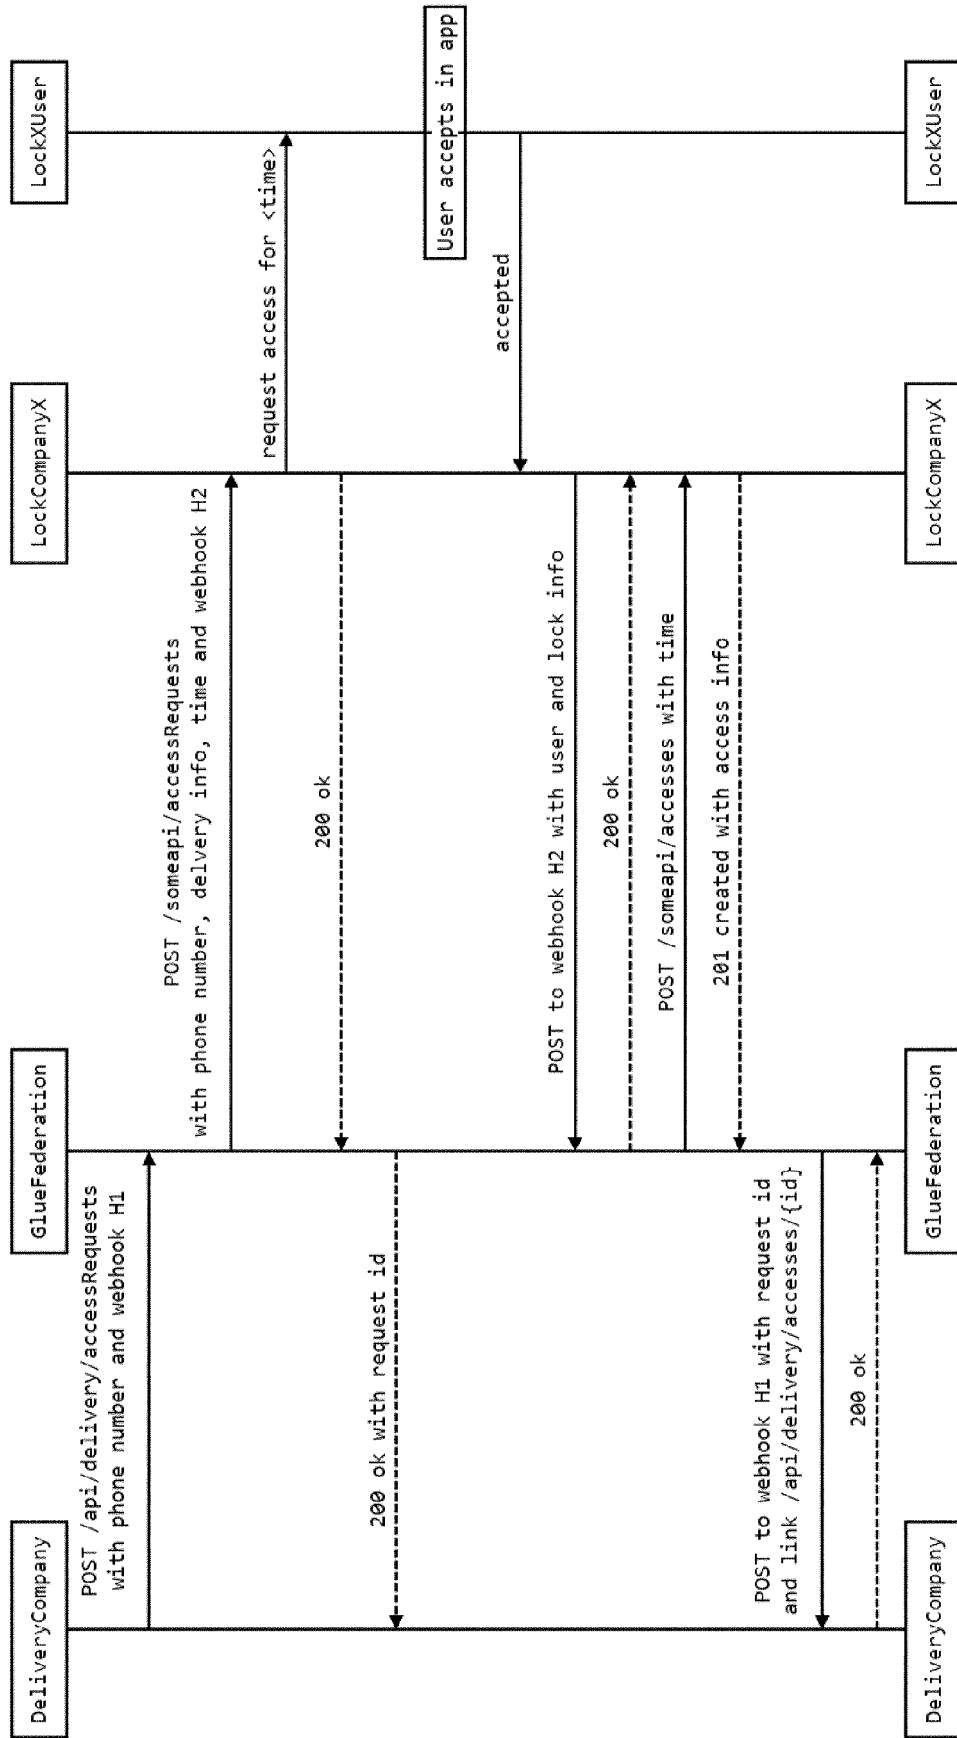 DeliveryCompany
GlueFederation
LockCompanyX
LockXUser
POST /api/delivery/accessRequests
with phone number and webhook H1
POST /someapi/accessRequests
with phone number, delvery info, time and webhook H2
request access for <time>
200 ok
200 ok with request id
User accepts in app
accepted
POST to webhook H2 with user and lock info
200 ok
POST /someapi/accesses with time
201 created with access info
POST to webhook H1 with request id
and link /api/delivery/accesses/{id}
200 ok
DeliveryCompany
GlueFederation
LockCompanyX
LockXUser